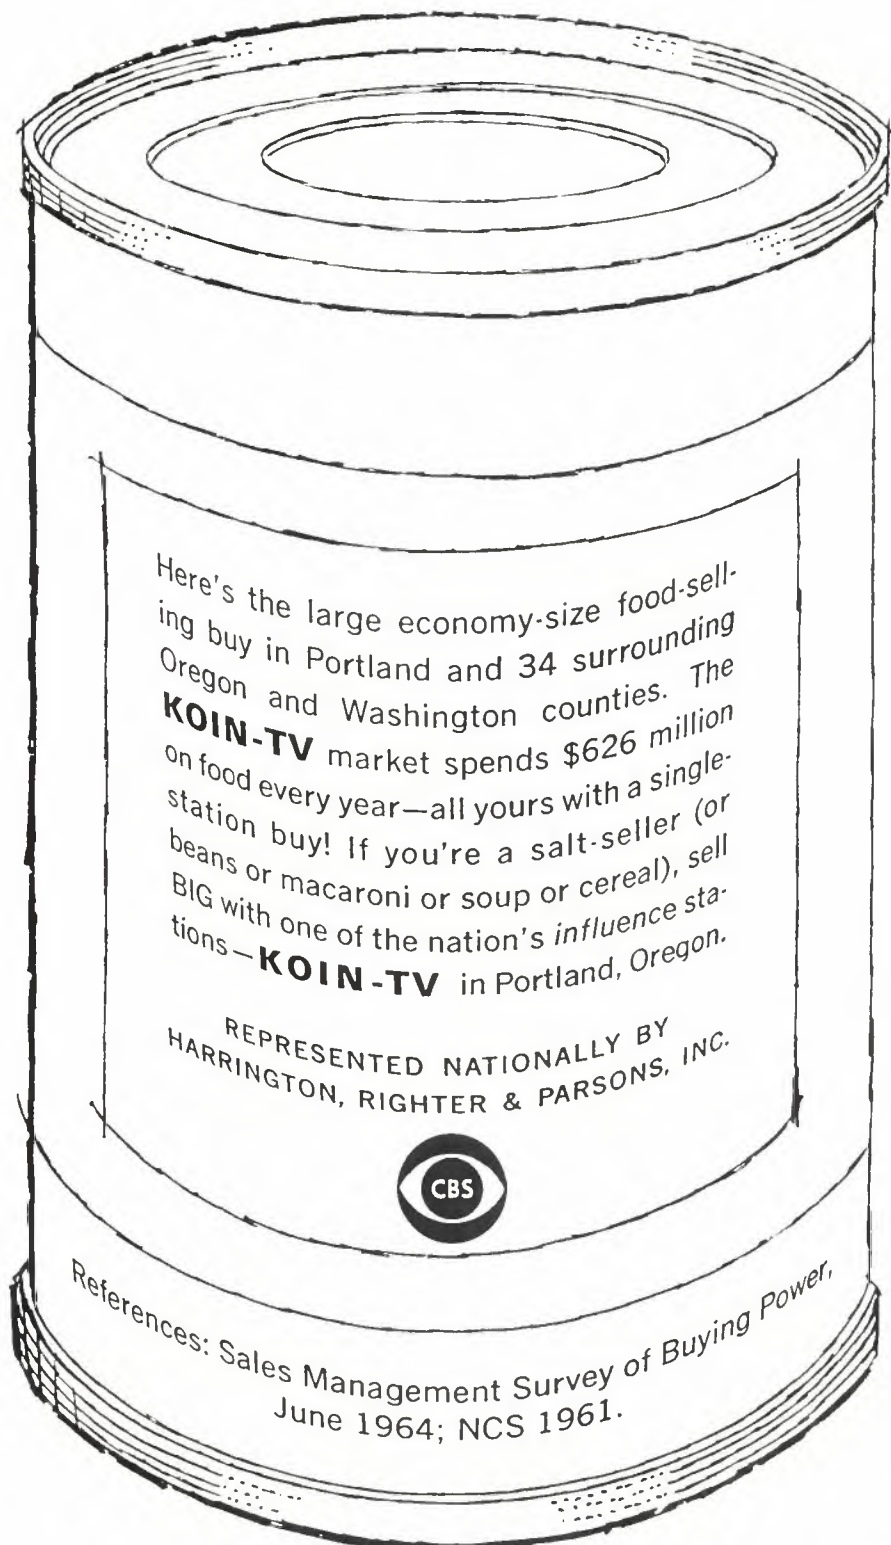 Here's the large economy-size food-sell-
ing buy in Portland and 34 surrounding
Oregon and Washington counties. The
KOIN-TV market spends $626 million
on food every year—all yours with a single-
station buy! If you're a salt-seller (or
beans or macaroni or soup or cereal), sell
BIG with one of the nation's influence sta-
tions—KOIN-TV in Portland, Oregon.
REPRESENTED NATIONALLY BY
HARRINGTON, RIGHTER & PARSONS, INC.
CBS
References: Sales Management Survey of Buying Power,
June 1964; NCS 1961.